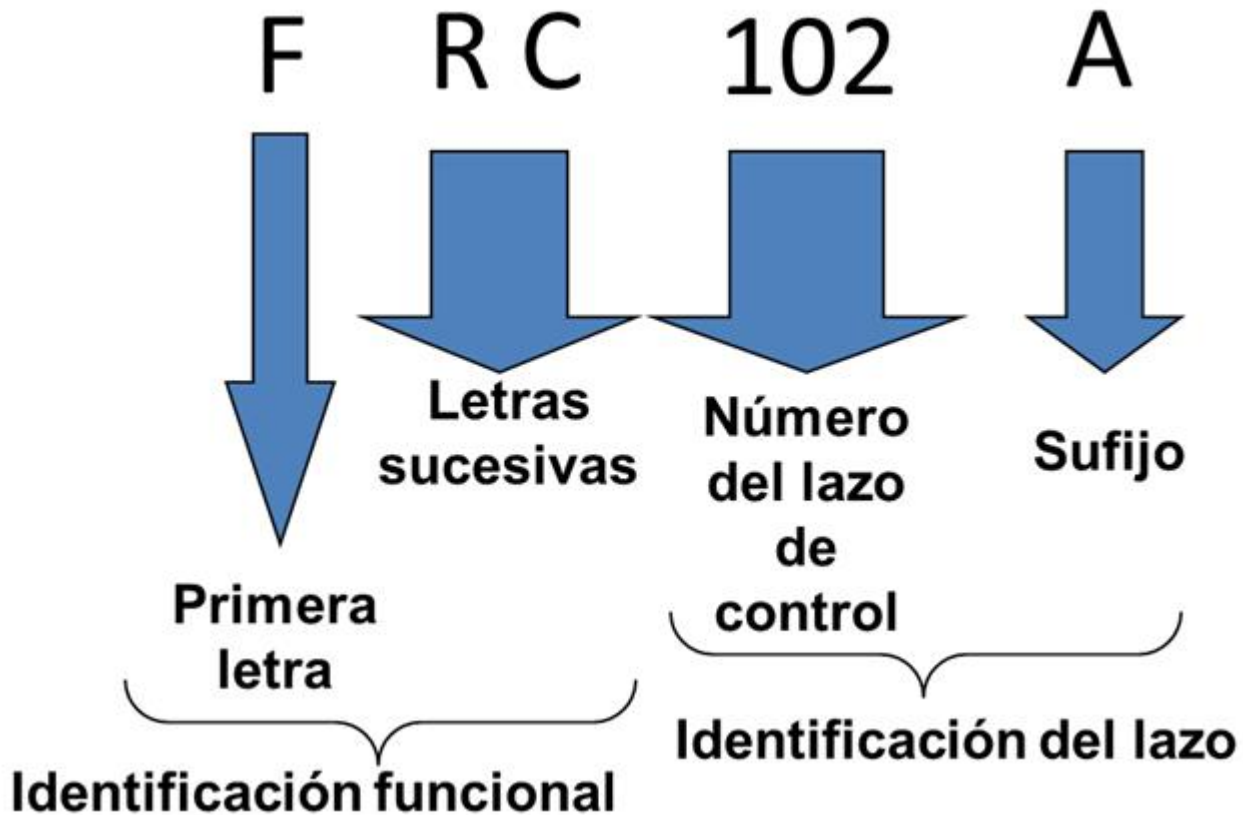 F R C 102 A
Letras
sucesivas
Número
del lazo
de
control
Sufijo
Primera
letra
Identificación del lazo
Identificación funcional